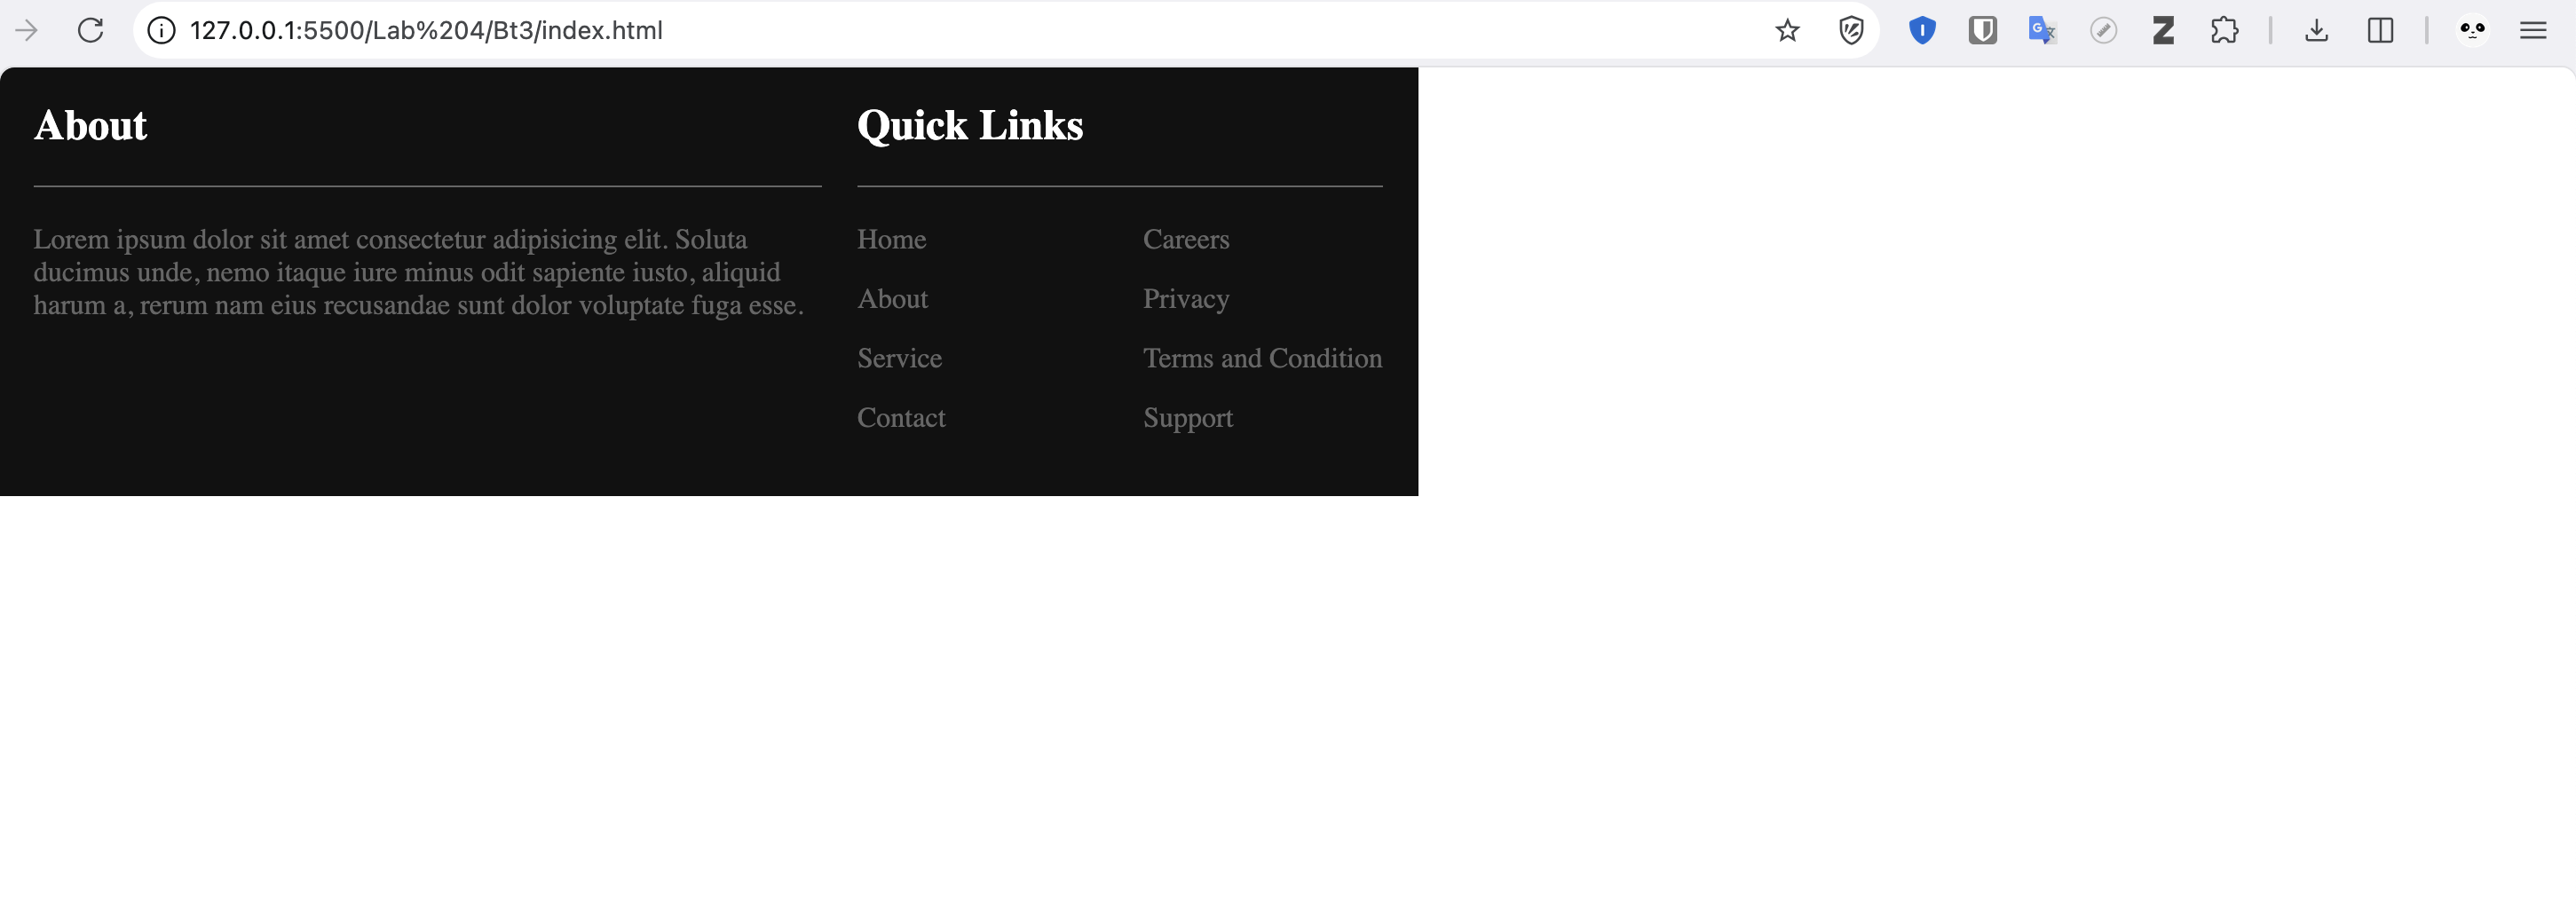 127.0.0.1:5500/Lab%204/Bt3/index.html
About
Lorem ipsum dolor sit amet consectetur adipisicing elit. Soluta
ducimus unde, nemo itaque iure minus odit sapiente iusto, aliquid
harum a, rerum nam eius recusandae sunt dolor voluptate fuga esse.
Quick Links
Home
About
Service
Contact
Careers
Privacy
Terms and Condition
Support